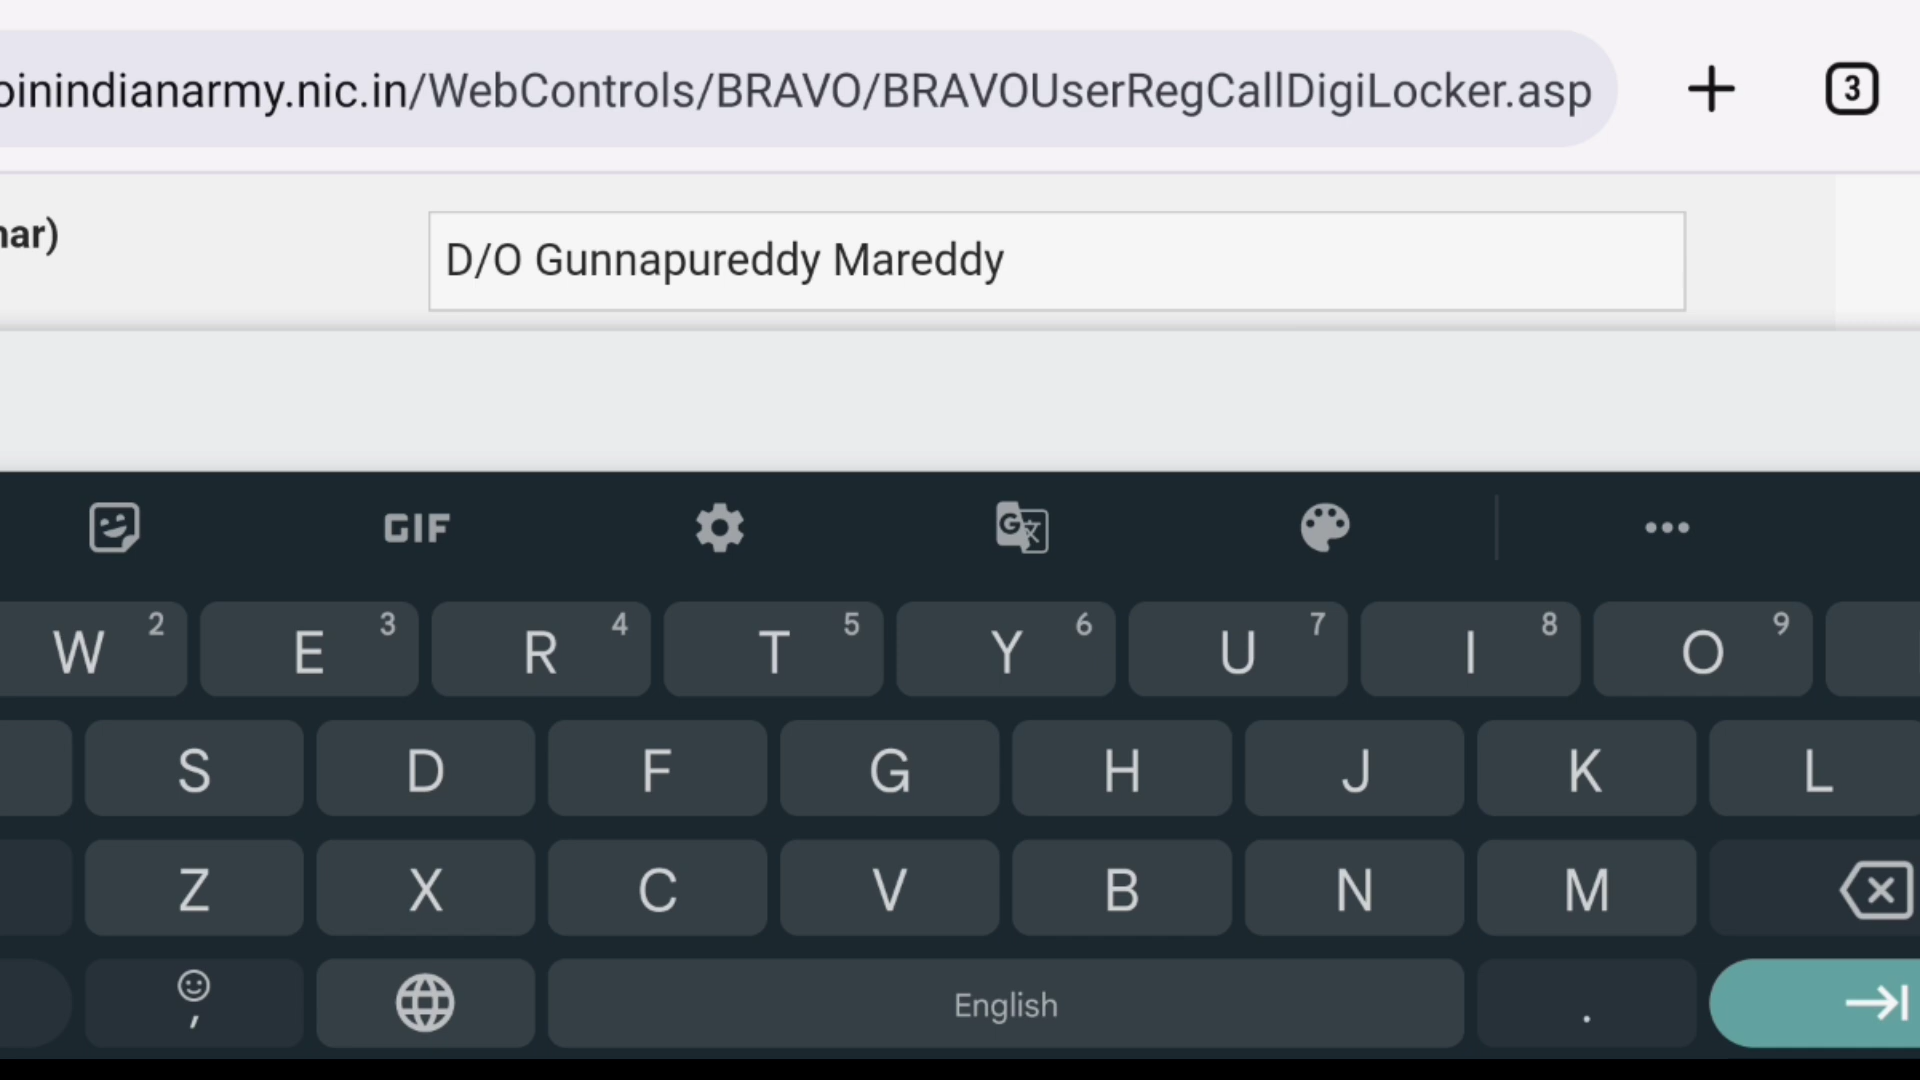 oinindianarmy.nic.in/WebControls/BRAVO/BRAVOUserRegCallDigiLocker.asp
3
nar)
D/O Gunnapureddy Mareddy
GIF
G
W 2 E 3 R 4 T 5 Y 6 U 7 I 8 O 9
S D F G H J K L
Z X C V B N M
, English .